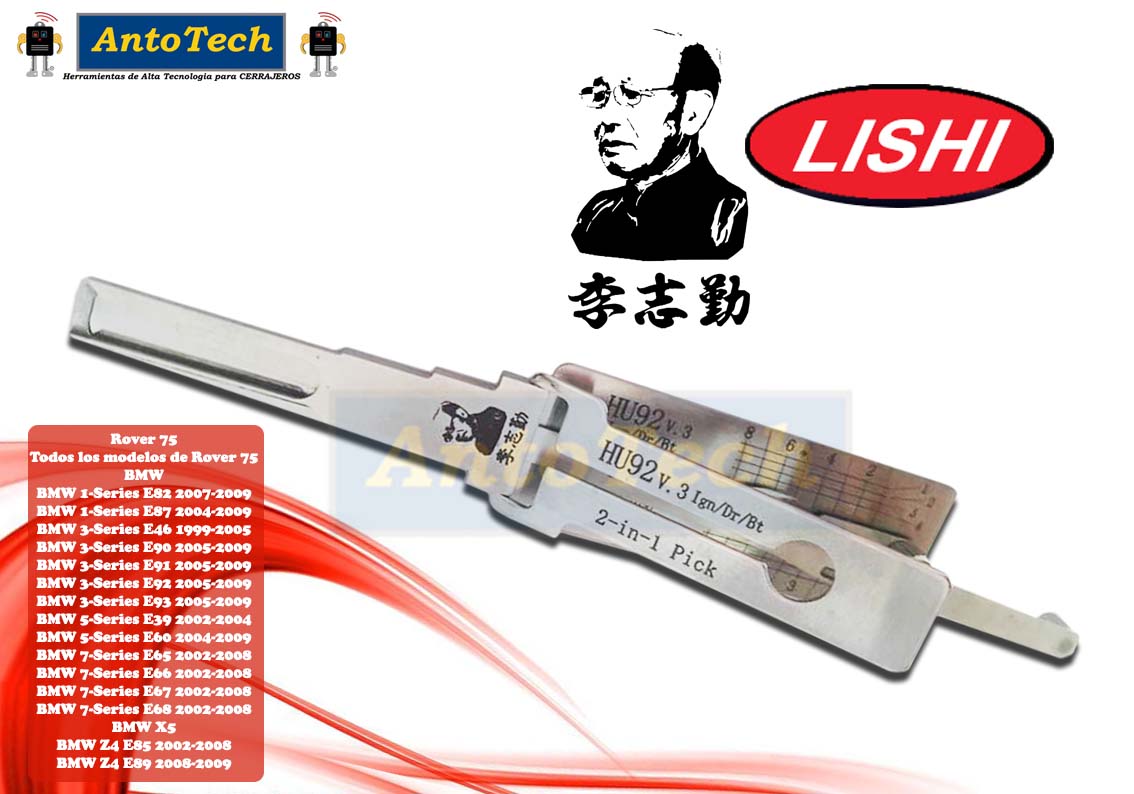 AntoTech
Herramientas de Alta Tecnología para CERRAJEROS
LISHI
李志勤
李志勤
HU92 v.3
/Dr/Bt
8 6 4 2
HU92 v.3 Ign/Dr/Bt
2-in-1 Pick
3
AntoTech
Rover 75
Todos los modelos de Rover 75
BMW
BMW 1-Series E82 2007-2009
BMW 1-Series E87 2004-2009
BMW 3-Series E46 1999-2005
BMW 3-Series E90 2005-2009
BMW 3-Series E91 2005-2009
BMW 3-Series E92 2005-2009
BMW 3-Series E93 2005-2009
BMW 5-Series E39 2002-2004
BMW 5-Series E60 2004-2009
BMW 7-Series E65 2002-2008
BMW 7-Series E66 2002-2008
BMW 7-Series E67 2002-2008
BMW 7-Series E68 2002-2008
BMW X5
BMW Z4 E85 2002-2008
BMW Z4 E89 2008-2009